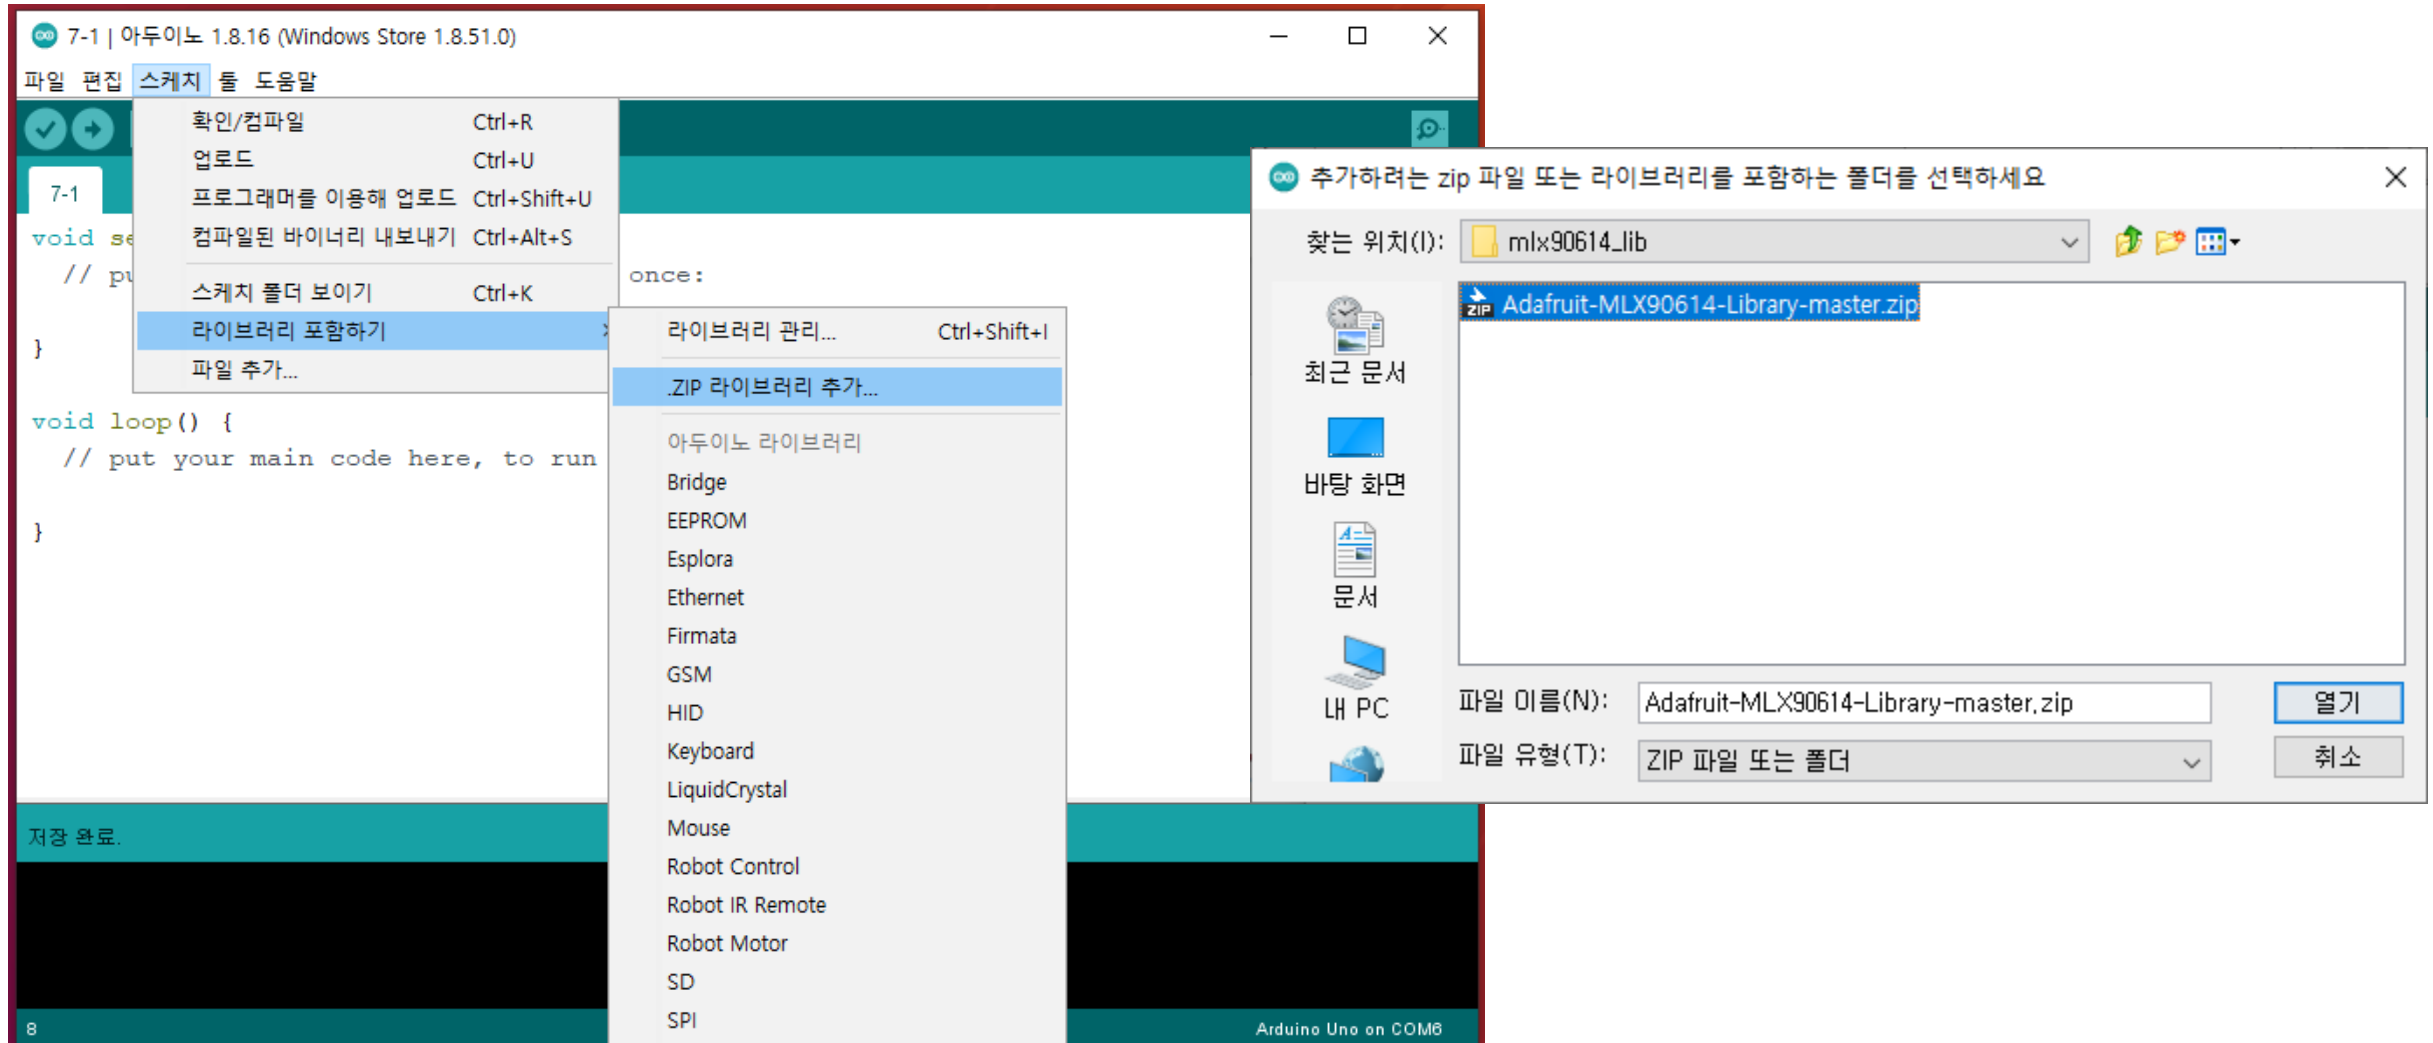 7-1 | 아두이노 1.8.16 (Windows Store 1.8.51.0)
파일 편집 스케치 툴 도움말
확인/컴파일 Ctrl+R
업로드 Ctrl+U
프로그래머를 이용해 업로드 Ctrl+Shift+U
컴파일된 바이너리 내보내기 Ctrl+Alt+S
스케치 폴더 보이기 Ctrl+K
라이브러리 포함하기
파일 추가...
7-1
void se
// pu
once:
}
void loop() {
// put your main code here, to run
}
라이브러리 관리... Ctrl+Shift+I
.ZIP 라이브러리 추가...
아두이노 라이브러리
Bridge
EEPROM
Esplora
Ethernet
Firmata
GSM
HID
Keyboard
LiquidCrystal
Mouse
Robot Control
Robot IR Remote
Robot Motor
SD
SPI
저장 완료.
8
Arduino Uno on COM6
추가하려는 zip 파일 또는 라이브러리를 포함하는 폴더를 선택하세요
찾는 위치(I): mlx90614_lib
ZIP Adafruit-MLX90614-Library-master.zip
최근 문서
바탕 화면
문서
내 PC
파일 이름(N): Adafruit-MLX90614-Library-master.zip
열기
파일 유형(T): ZIP 파일 또는 폴더
취소